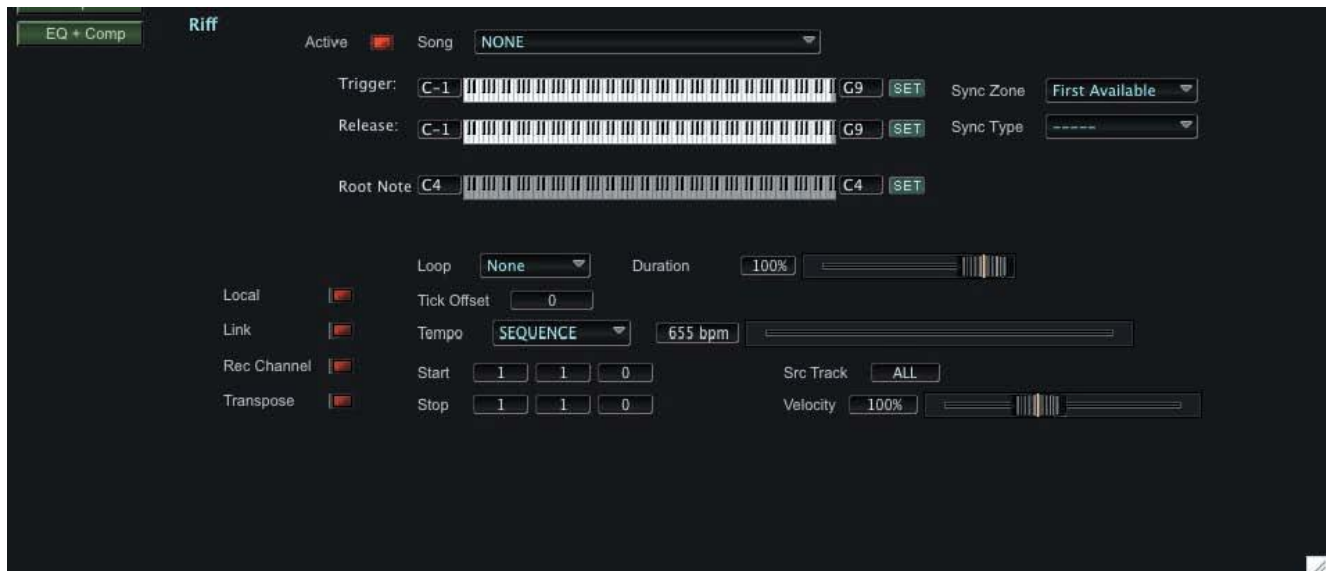 EQ + Comp
Riff
Active Song NONE
Trigger: C-1 G9 SET Sync Zone First Available
Release: C-1 G9 SET Sync Type -----
Root Note C4 C4 SET
Loop None Duration 100%
Local Tick Offset 0
Link Tempo SEQUENCE 655 bpm
Rec Channel Start 1 1 0 Src Track ALL
Transpose Stop 1 1 0 Velocity 100%